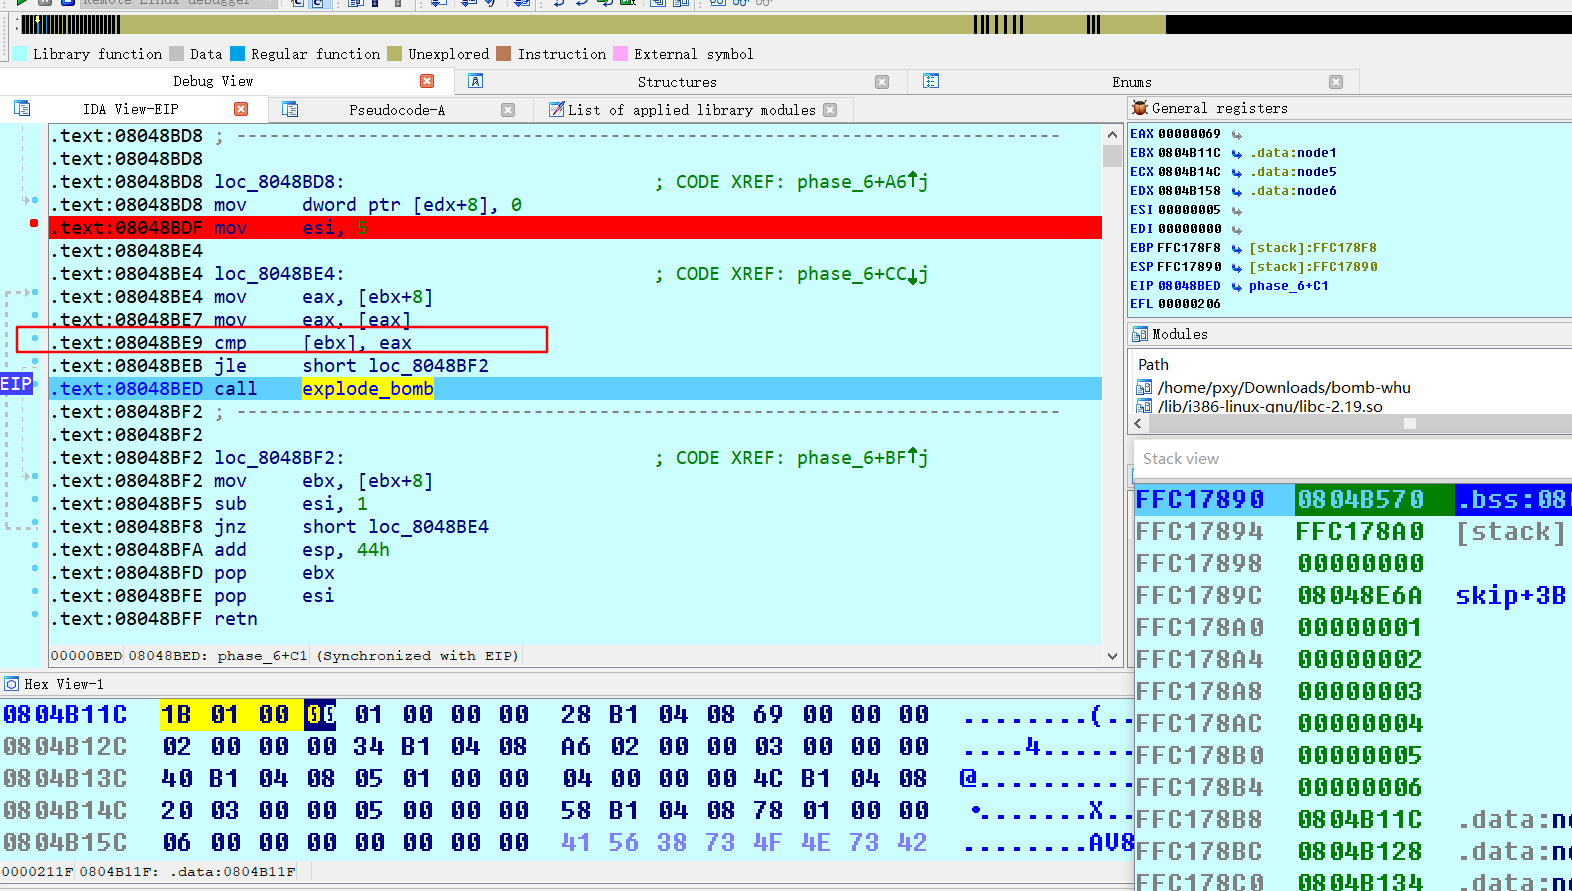 Remote Linux debugger
Library function Data Regular function Unexplored Instruction External symbol
Debug View Structures Enums
IDA View-EIP Pseudocode-A List of applied library modules
.text:08048BD8 ; ---------------------------------------------------------------------------
.text:08048BD8
.text:08048BD8 loc_8048BD8: ; CODE XREF: phase_6+A6↑j
.text:08048BD8 mov dword ptr [edx+8], 0
.text:08048BDF mov esi, 5
.text:08048BE4
.text:08048BE4 loc_8048BE4: ; CODE XREF: phase_6+CC↓j
.text:08048BE4 mov eax, [ebx+8]
.text:08048BE7 mov eax, [eax]
.text:08048BE9 cmp [ebx], eax
.text:08048BEB jle short loc_8048BF2
EIP .text:08048BED call explode_bomb
.text:08048BF2 ; ---------------------------------------------------------------------------
.text:08048BF2
.text:08048BF2 loc_8048BF2: ; CODE XREF: phase_6+BF↑j
.text:08048BF2 mov ebx, [ebx+8]
.text:08048BF5 sub esi, 1
.text:08048BF8 jnz short loc_8048BE4
.text:08048BFA add esp, 44h
.text:08048BFD pop ebx
.text:08048BFE pop esi
.text:08048BFF retn
00000BED 08048BED: phase_6+C1 (Synchronized with EIP)
General registers
EAX 00000069
EBX 0804B11C .data:node1
ECX 0804B14C .data:node5
EDX 0804B158 .data:node6
ESI 00000005
EDI 00000000
EBP FFC178F8 [stack]:FFC178F8
ESP FFC17890 [stack]:FFC17890
EIP 08048BED phase_6+C1
EFL 00000206
Modules
Path
/home/pxy/Downloads/bomb-whu
/lib/i386-linux-gnu/libc-2.19.so
Stack view
FFC17890 0804B570 .bss:080
FFC17894 FFC178A0 [stack]
FFC17898 00000000
FFC1789C 08048E6A skip+3B
FFC178A0 00000001
FFC178A4 00000002
FFC178A8 00000003
FFC178AC 00000004
FFC178B0 00000005
FFC178B4 00000006
FFC178B8 0804B11C .data:no
FFC178BC 0804B128 .data:no
FFC178C0 0804B134 .data:no
Hex View-1
0804B11C 1B 01 00 00 01 00 00 00 28 B1 04 08 69 00 00 00 ........(..
0804B12C 02 00 00 00 34 B1 04 08 A6 02 00 00 03 00 00 00 ....4......
0804B13C 40 B1 04 08 05 01 00 00 04 00 00 00 4C B1 04 08 @..........
0804B14C 20 03 00 00 05 00 00 00 58 B1 04 08 78 01 00 00 •.......X..
0804B15C 06 00 00 00 00 00 00 00 41 56 38 73 4F 4E 73 42 ........AV8
0000211F 0804B11F: .data:0804B11F